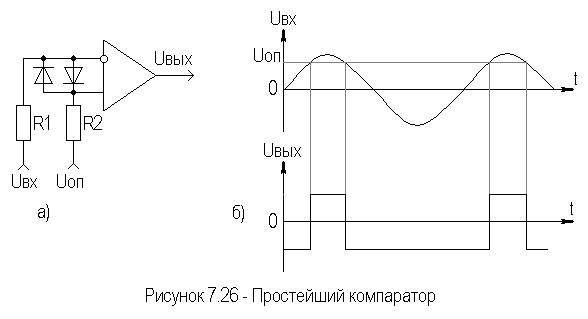 Uвых
R1
R2
Uвх
Uоп
а)
Uвх
Uоп
0
t
Uвых
0
t
б)
Рисунок 7.26 - Простейший компаратор